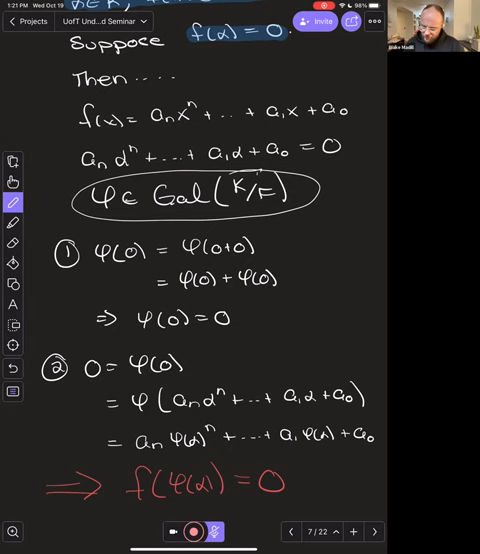 1:21 PM Wed Oct 19
98%
Projects
UofT Und...d Seminar
Invite
Suppose f(α) = 0.
Then ....
f(x) = aₙxⁿ + ... + a₁x + a₀
aₙαⁿ + ... + a₁α + a₀ = 0
φ ∈ Gal(K/F)
① φ(0) = φ(0+0)
= φ(0) + φ(0)
⇒ φ(0) = 0
② 0 = φ(0)
= φ(aₙαⁿ + ... + a₁α + a₀)
= aₙφ(α)ⁿ + ... + a₁φ(α) + a₀
⟹ f(φ(α)) = 0
7 / 22
Blake Madill